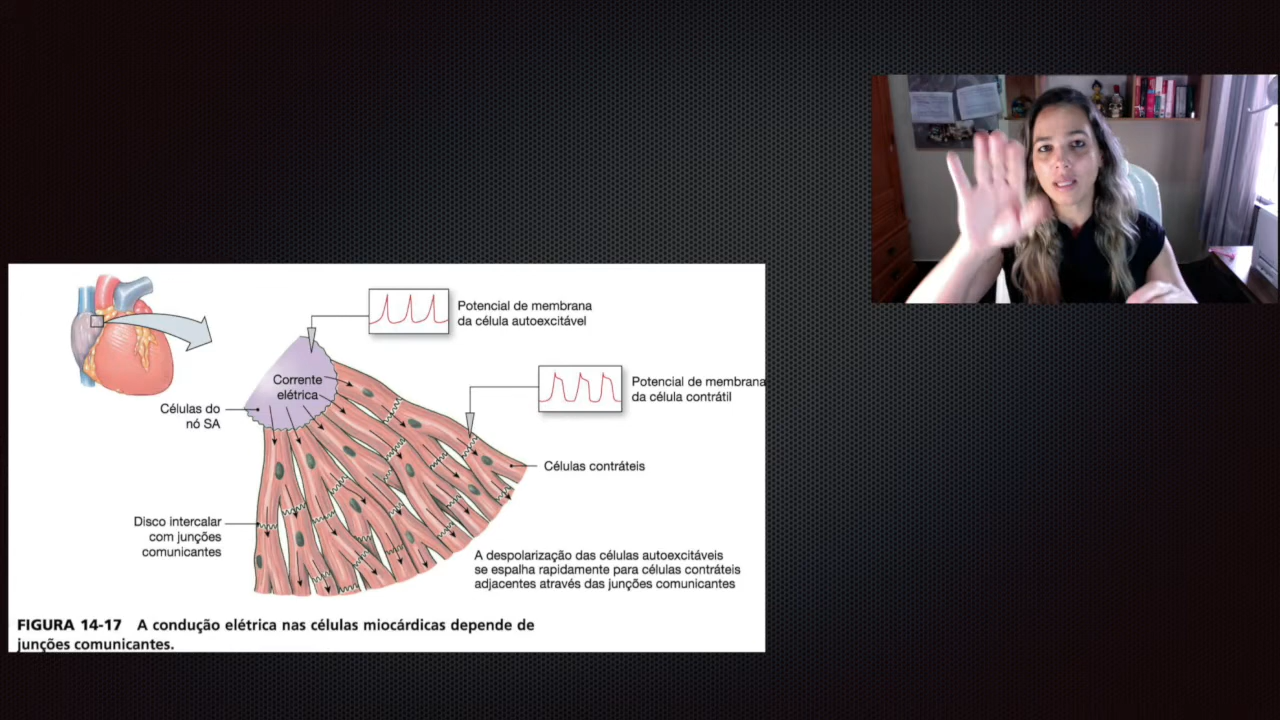 Potencial de membrana
da célula autoexcitável
Potencial de membrana
da célula contrátil
Corrente
elétrica
Células do
nó SA
Células contráteis
Disco intercalar
com junções
comunicantes
A despolarização das células autoexcitáveis
se espalha rapidamente para células contráteis
adjacentes através das junções comunicantes
FIGURA 14-17 A condução elétrica nas células miocárdicas depende de
junções comunicantes.